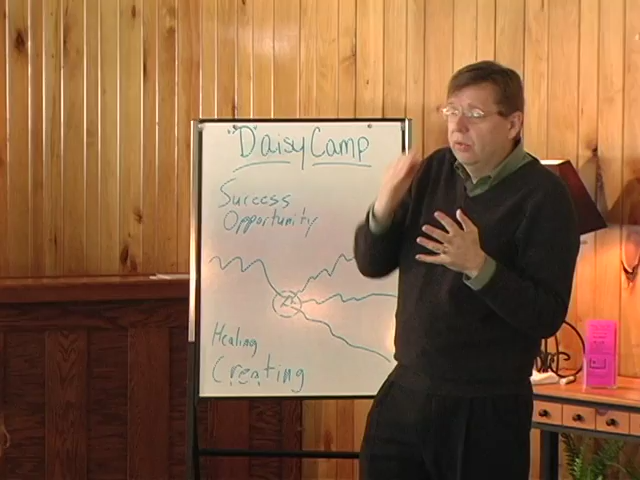 "Daisy Camp
Success
Opportunity
Healing
Creating